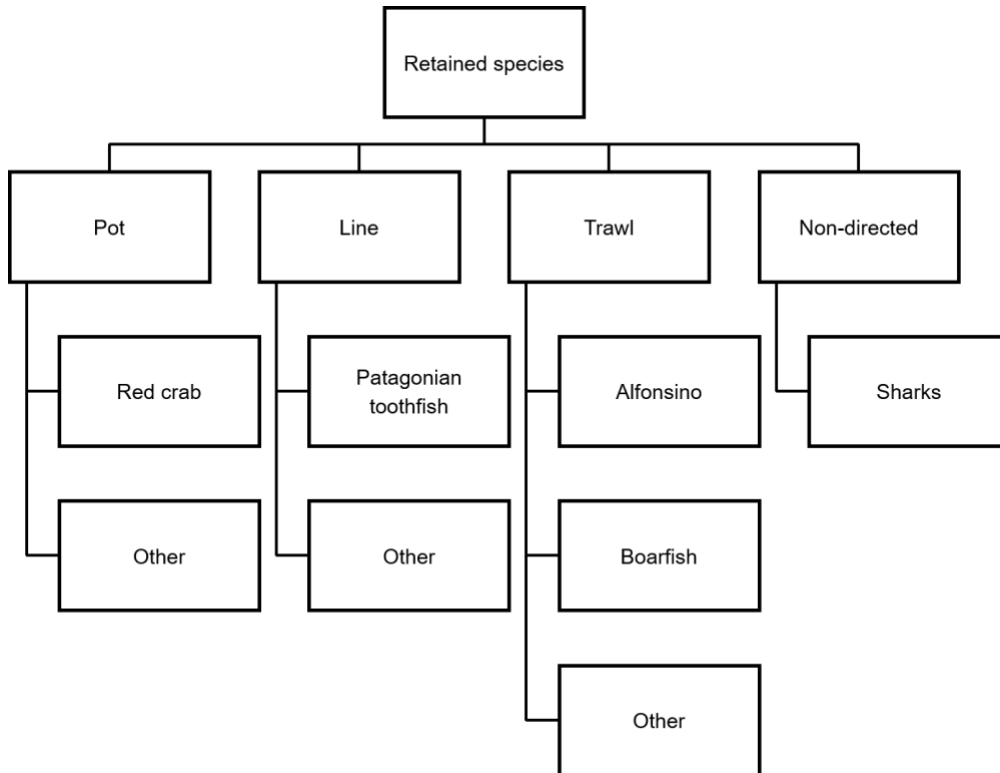 Retained species
Pot
Line
Trawl
Non-directed
Red crab
Patagonian
toothfish
Alfonsino
Sharks
Other
Other
Boarfish
Other